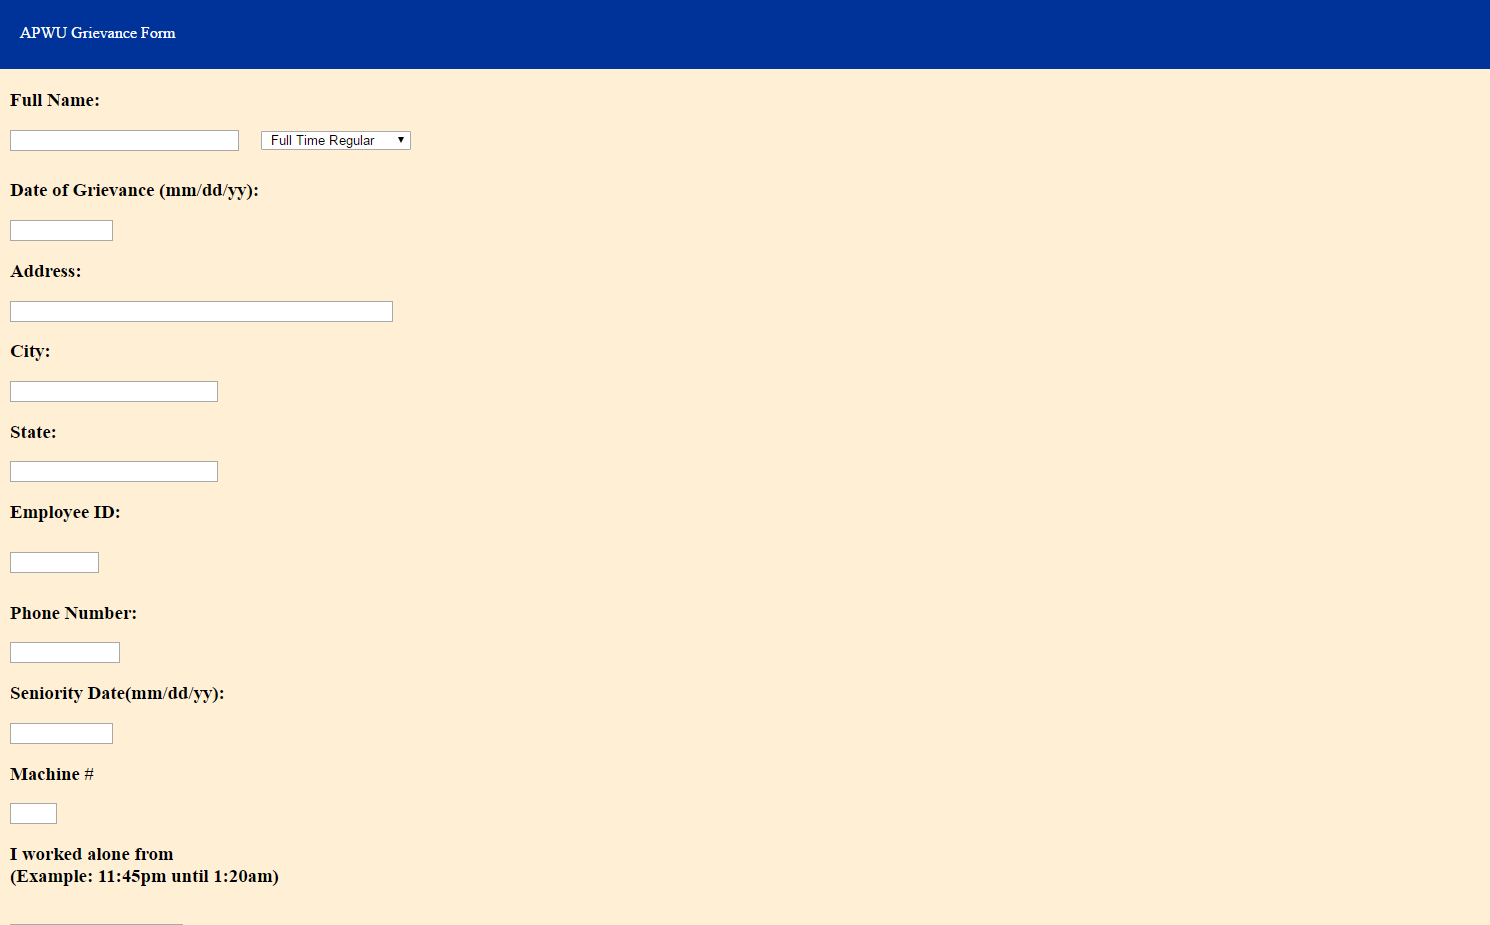 APWU Grievance Form
Full Name:
Full Time Regular
Date of Grievance (mm/dd/yy):
Address:
City:
State:
Employee ID:
Phone Number:
Seniority Date(mm/dd/yy):
Machine #
I worked alone from
(Example: 11:45pm until 1:20am)